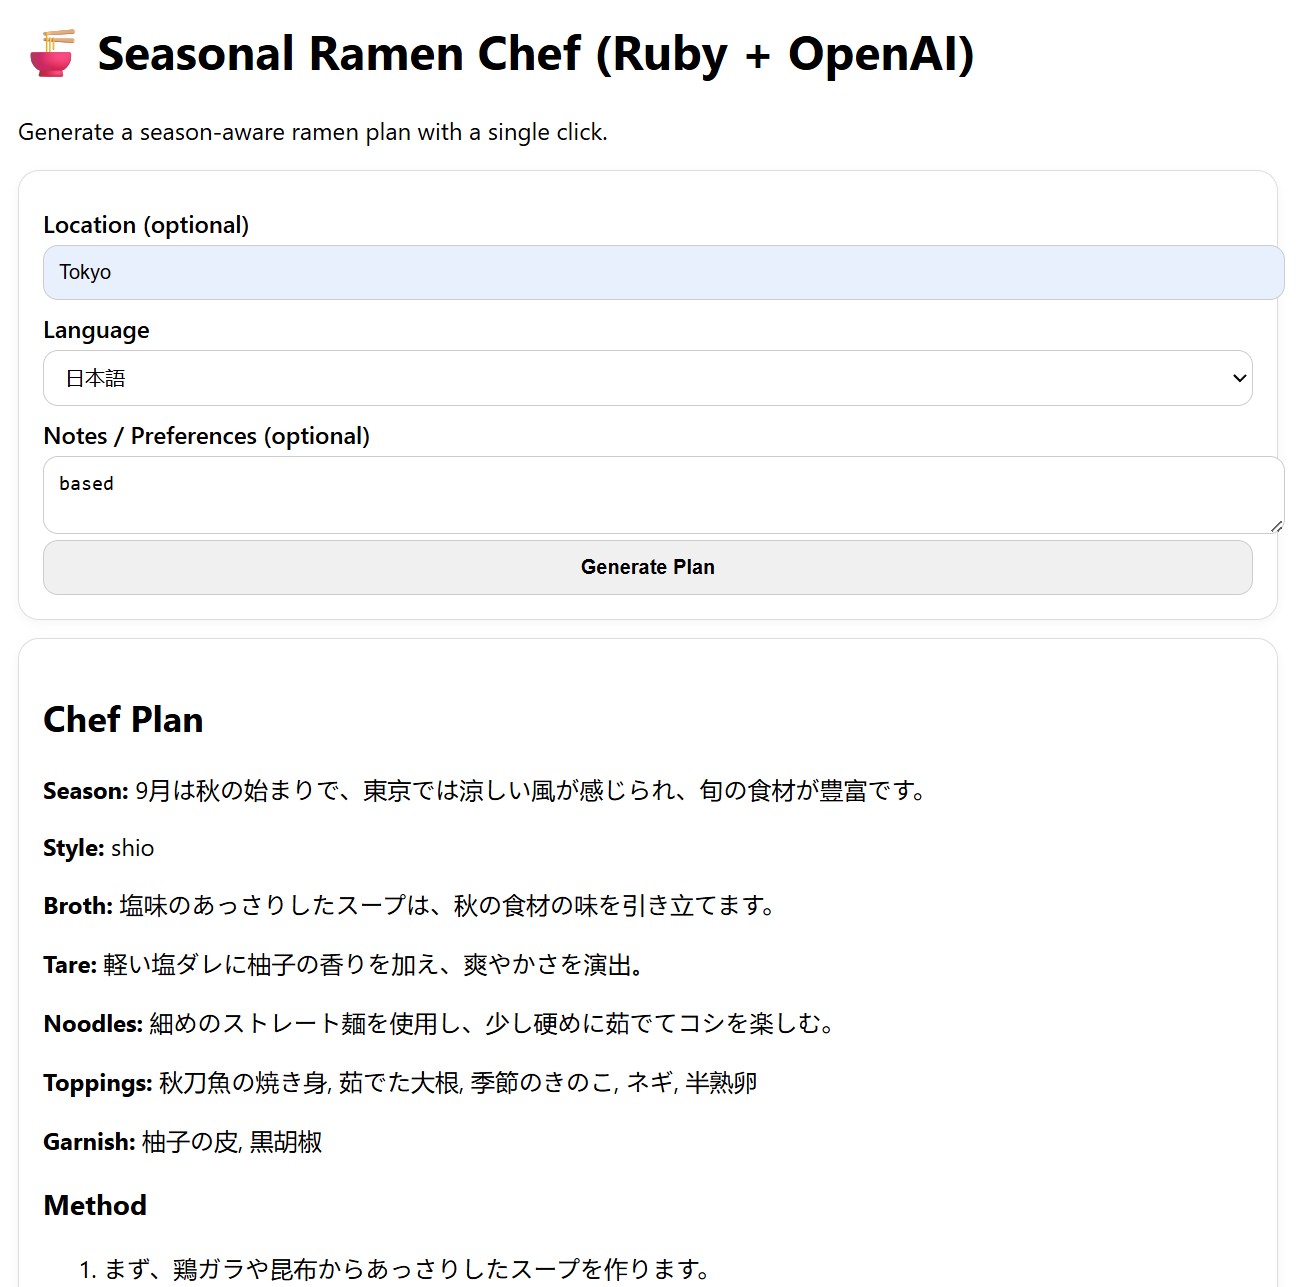 Seasonal Ramen Chef (Ruby + OpenAI)
Generate a season-aware ramen plan with a single click.
Location (optional)
Tokyo
Language
日本語
Notes / Preferences (optional)
based
Generate Plan
Chef Plan
Season: 9月は秋の始まりで、東京では涼しい風が感じられ、旬の食材が豊富です。
Style: shio
Broth: 塩味のあっさりしたスープは、秋の食材の味を引き立てます。
Tare: 軽い塩ダレに柚子の香りを加え、爽やかさを演出。
Noodles: 細めのストレート麺を使用し、少し硬めに茹でてコシを楽しむ。
Toppings: 秋刀魚の焼き身, 茹でた大根, 季節のきのこ, ネギ, 半熟卵
Garnish: 柚子の皮, 黒胡椒
Method
1. まず、鶏ガラや昆布からあっさりしたスープを作ります。